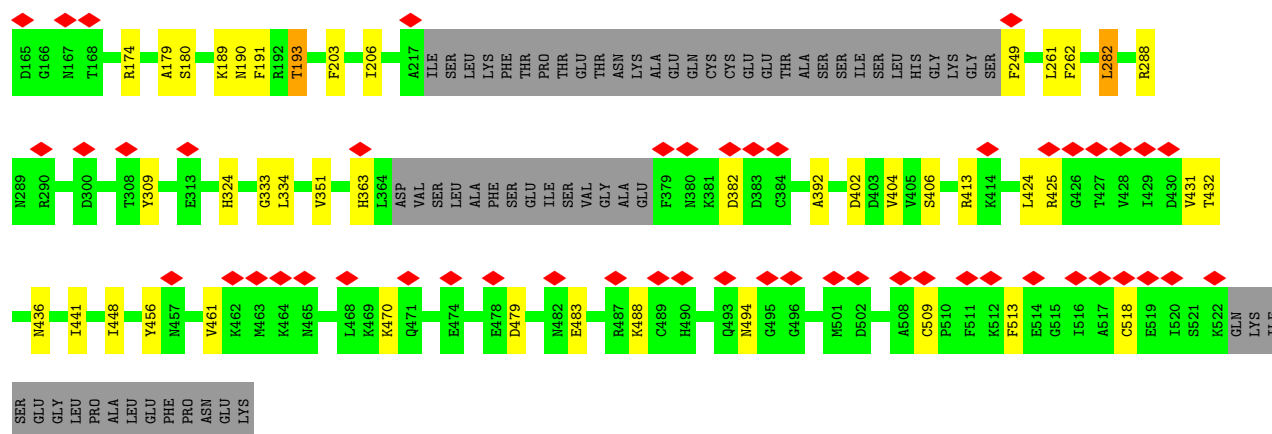 D165 G166 N167 T168 R174 A179 S180 K189 N190 F191 R192 T193 F203 I206 A217 ILE SER LEU LYS PHE THR PRO THR GLU THR ASN LYS ALA GLU GLN CYS CYS GLU GLU THR ALA SER SER ILE SER LEU HIS GLY LYS GLY SER F249 L261 F262 L282 R288
N289 R290 D300 T308 Y309 E313 H324 G333 L334 V351 H363 L364 ASP VAL SER LEU ALA PHE SER GLU ILE SER VAL GLY ALA GLU F379 N380 K381 D382 D383 C384 A392 D402 D403 V404 V405 S406 R413 K414 L424 R425 G426 T427 V428 I429 D430 V431 T432
N436 I441 I448 Y456 N457 V461 K462 M463 K464 N465 L468 K469 K470 Q471 E474 E478 D479 N482 E483 R487 K488 C489 H490 Q493 N494 G495 G496 M501 D502 A508 C509 P510 F511 K512 F513 E514 G515 I516 A517 C518 E519 I520 S521 K522 GLN LYS ILE
SER GLU GLY LEU PRO ALA LEU GLU PHE PRO ASN GLU LYS